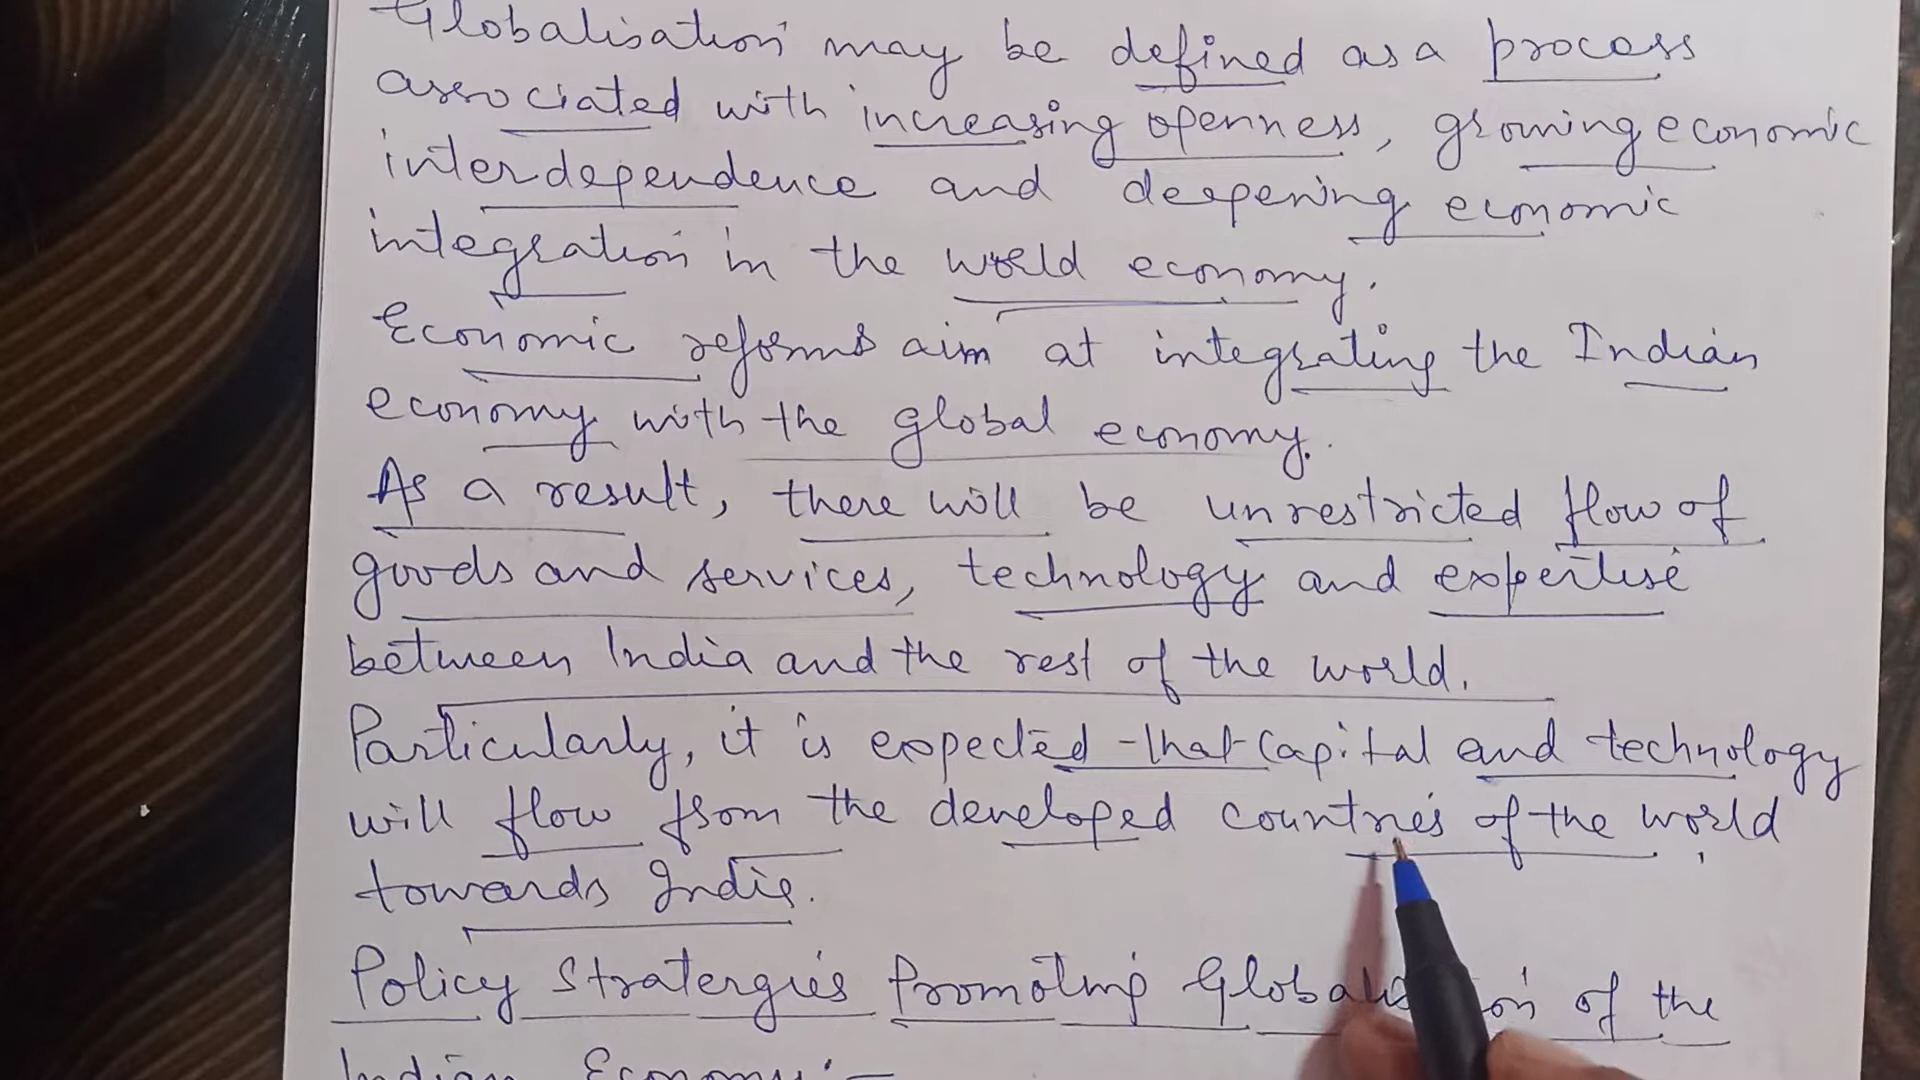 Globalisation may be defined as a process
associated with increasing openness, growing economic
interdependence and deepening economic
integration in the world economy.
Economic reforms aim at integrating the Indian
economy with the global economy.
As a result, there will be unrestricted flow of
goods and services, technology and expertise
between India and the rest of the world.
Particularly, it is expected that Capital and technology
will flow from the developed countries of the world
towards India.
Policy Stratergies Promoting Globalisation of the
Indian Economy:-